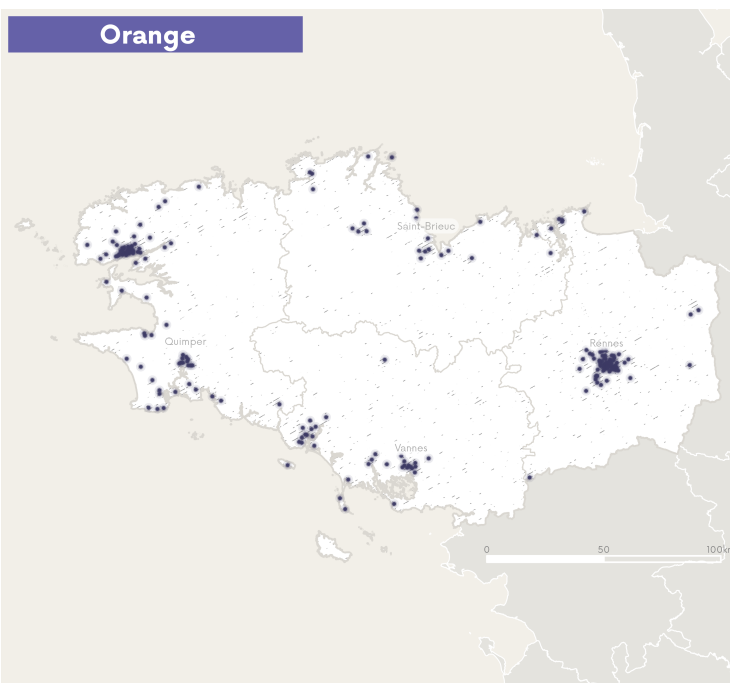 Orange
Saint-Brieuc
Quimper
Rennes
Vannes
0 50 100km